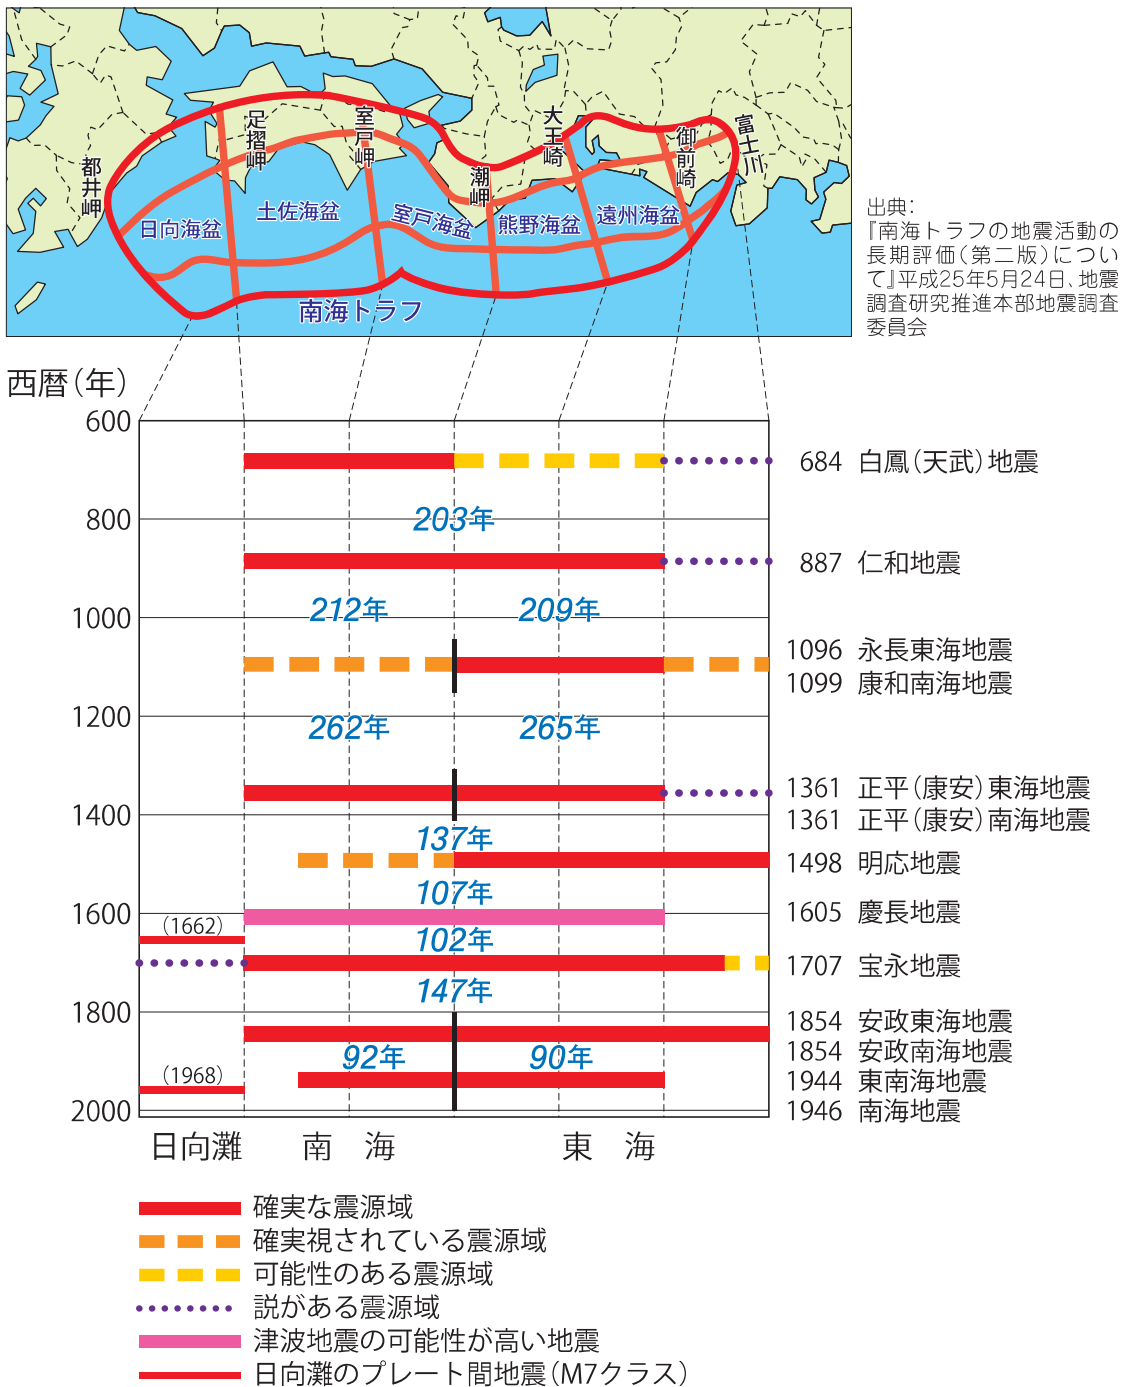 都井岬
足摺岬
室戸岬
潮岬
大王崎
御前崎
富士川
日向海盆
土佐海盆
室戸海盆
熊野海盆
遠州海盆
南海トラフ
出典：
『南海トラフの地震活動の
長期評価（第二版）につい
て』平成25年5月24日、地震
調査研究推進本部地震調査
委員会
西暦（年）
600
684 白鳳（天武）地震
203年
800
887 仁和地震
212年 209年
1000
1096 永長東海地震
1099 康和南海地震
1200
262年 265年
1361 正平（康安）東海地震
1361 正平（康安）南海地震
1400
137年
1498 明応地震
107年
1600
1605 慶長地震
（1662）
102年
1707 宝永地震
147年
1800
1854 安政東海地震
1854 安政南海地震
92年 90年
（1968）
1944 東南海地震
1946 南海地震
2000
日向灘 南 海 東 海
確実な震源域
確実視されている震源域
可能性のある震源域
説がある震源域
津波地震の可能性が高い地震
日向灘のプレート間地震（M7クラス）